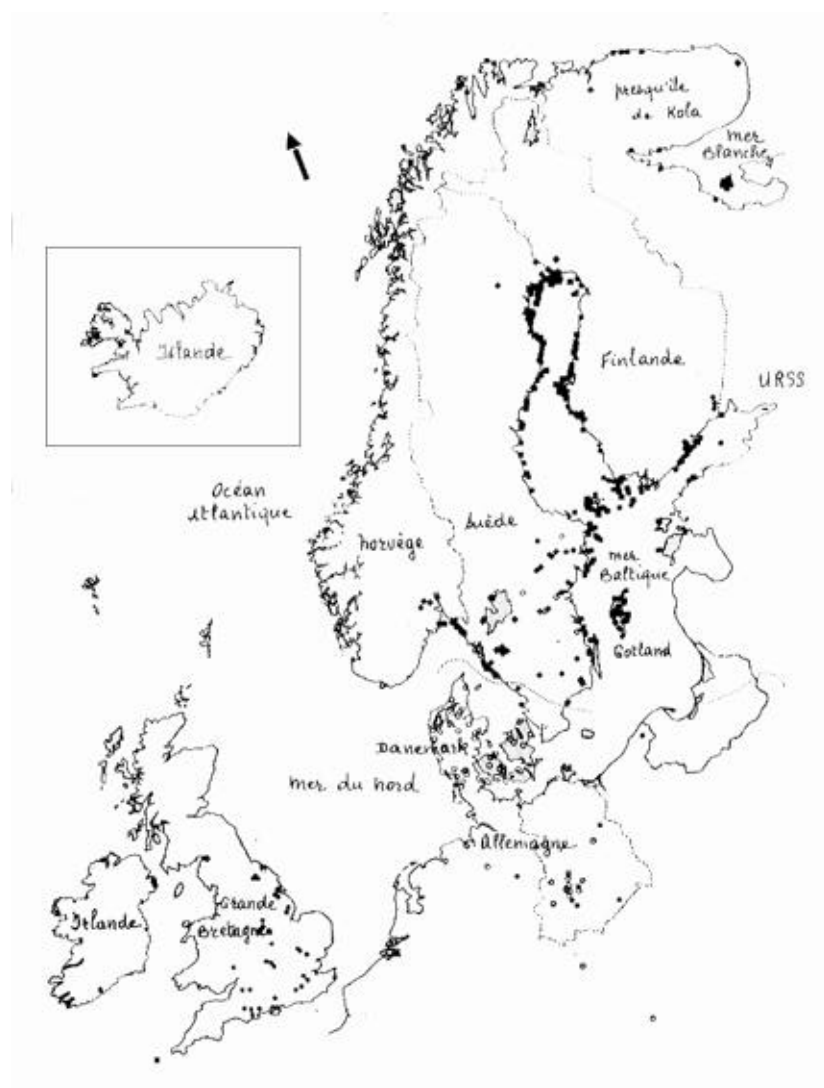 presqu'île
de Kola
mer
Blanche
Islande
Finlande
URSS
Océan
Atlantique
Suède
norvège
mer
Baltique
Gotland
Danemark
mer du nord
Allemagne
Grande
Bretagne
Irlande